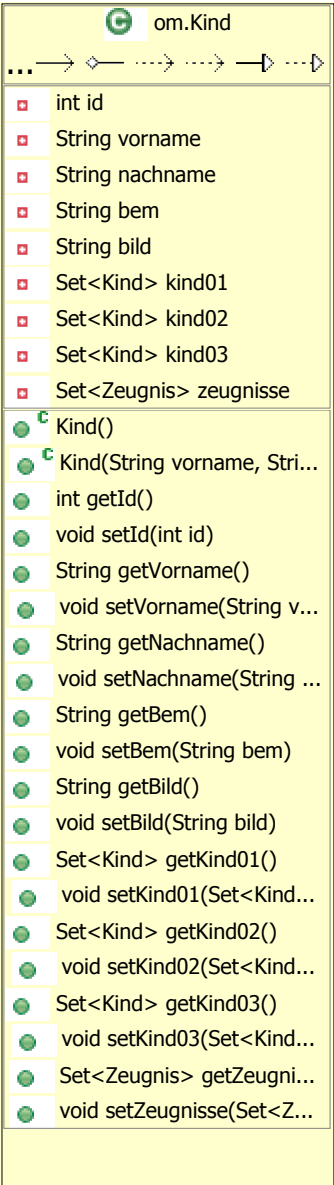 C om.Kind
...
int id
String vorname
String nachname
String bem
String bild
Set<Kind> kind01
Set<Kind> kind02
Set<Kind> kind03
Set<Zeugnis> zeugnisse
C Kind()
C Kind(String vorname, Stri...
int getId()
void setId(int id)
String getVorname()
void setVorname(String v...
String getNachname()
void setNachname(String ...
String getBem()
void setBem(String bem)
String getBild()
void setBild(String bild)
Set<Kind> getKind01()
void setKind01(Set<Kind...
Set<Kind> getKind02()
void setKind02(Set<Kind...
Set<Kind> getKind03()
void setKind03(Set<Kind...
Set<Zeugnis> getZeugni...
void setZeugnisse(Set<Z...